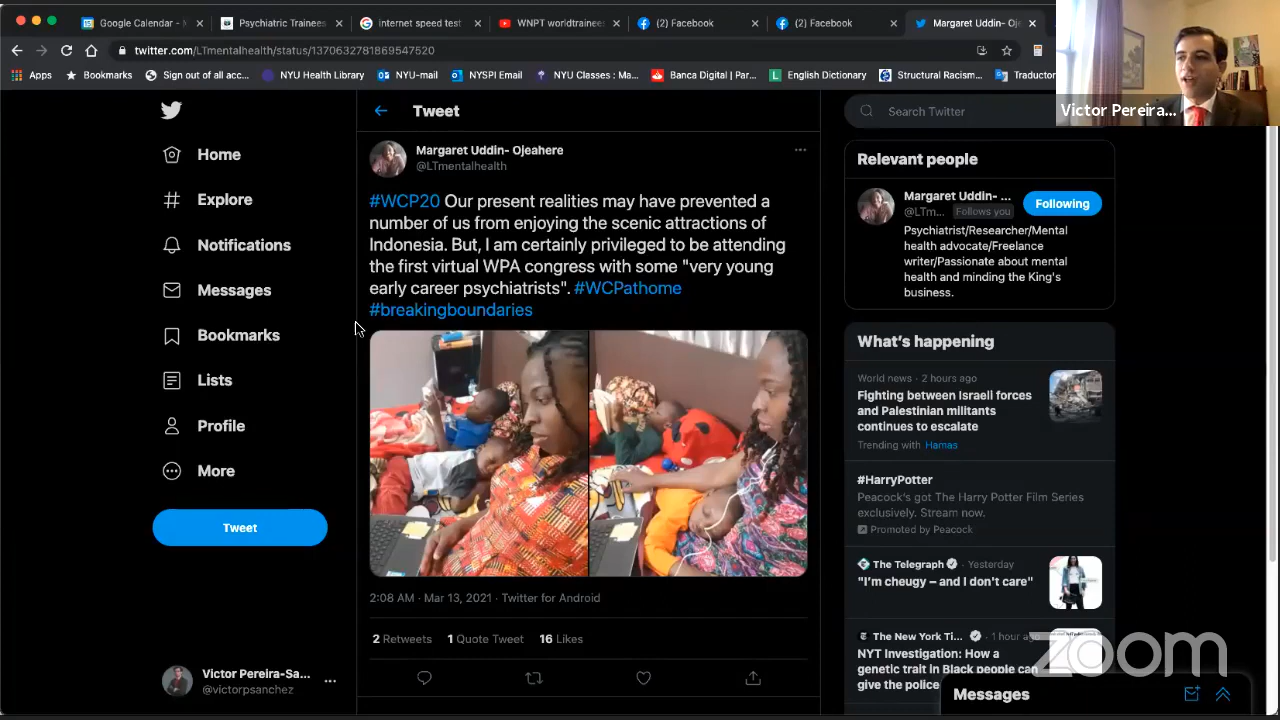 Google Calendar - N
Psychiatric Trainees
internet speed test
WNPT worldtrainee
(2) Facebook
(2) Facebook
Margaret Uddin- Oje
twitter.com/LTmentalhealth/status/1370632781869547520
Apps
Bookmarks
Sign out of all acc...
NYU Health Library
NYU-mail
NYSPI Email
NYU Classes : Ma...
Banca Digital | Par...
English Dictionary
Structural Racism...
Traductor
Victor Pereira...
Home
Explore
Notifications
Messages
Bookmarks
Lists
Profile
More
Tweet
Victor Pereira-Sa...
@victorpsanchez
Tweet
Margaret Uddin- Ojeahere
@LTmentalhealth
#WCP20 Our present realities may have prevented a
number of us from enjoying the scenic attractions of
Indonesia. But, I am certainly privileged to be attending
the first virtual WPA congress with some "very young
early career psychiatrists". #WCPathome
#breakingboundaries
2:08 AM · Mar 13, 2021 · Twitter for Android
2 Retweets 1 Quote Tweet 16 Likes
Search Twitter
Relevant people
Margaret Uddin- ...
@LTm... Follows you
Following
Psychiatrist/Researcher/Mental
health advocate/Freelance
writer/Passionate about mental
health and minding the King's
business.
What's happening
World news · 2 hours ago
Fighting between Israeli forces
and Palestinian militants
continues to escalate
Trending with Hamas
#HarryPotter
Peacock's got The Harry Potter Film Series
exclusively. Stream now.
Promoted by Peacock
The Telegraph · Yesterday
"I'm cheugy – and I don't care"
The New York Ti... · 1 hour ago
NYT Investigation: How a
genetic trait in Black people can
give the police
zoom
Messages